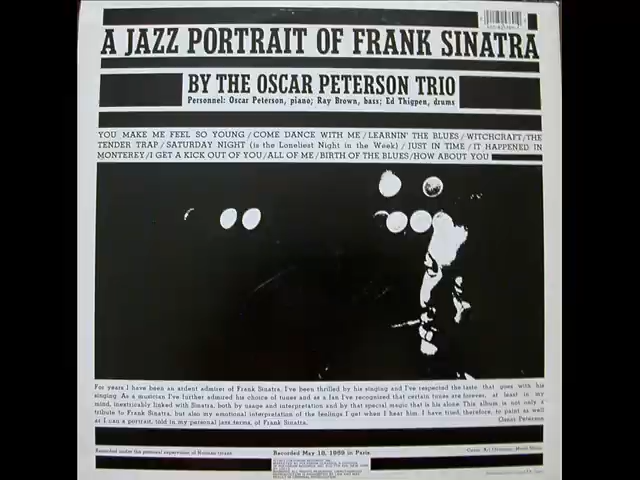 A JAZZ PORTRAIT OF FRANK SINATRA
BY THE OSCAR PETERSON TRIO
Personnel: Oscar Peterson, piano; Ray Brown, bass; Ed Thigpen, drums
YOU MAKE ME FEEL SO YOUNG / COME DANCE WITH ME / LEARNIN' THE BLUES / WITCHCRAFT / THE
TENDER TRAP / SATURDAY NIGHT (is the Loneliest Night in the Week) / JUST IN TIME / IT HAPPENED IN
MONTEREY / I GET A KICK OUT OF YOU / ALL OF ME / BIRTH OF THE BLUES / HOW ABOUT YOU
For years I have been an ardent admirer of Frank Sinatra. I've been thrilled by his singing and I've respected the taste that goes with his
singing. As a musician I've further admired his choice of tunes and as a fan I've recognized that certain tunes are forever, at least in my
mind, inextricably linked with Sinatra, both by usage and interpretation and by that special magic that is his alone. This album is not only a
tribute to Frank Sinatra, but also my emotional interpretation of the feelings I get when I hear him. I have tried, therefore, to paint as well
as I can a portrait, told in my personal jazz terms, of Frank Sinatra.
Oscar Peterson
Recorded under the personal supervision of Norman Granz
Recorded May 18, 1959 in Paris